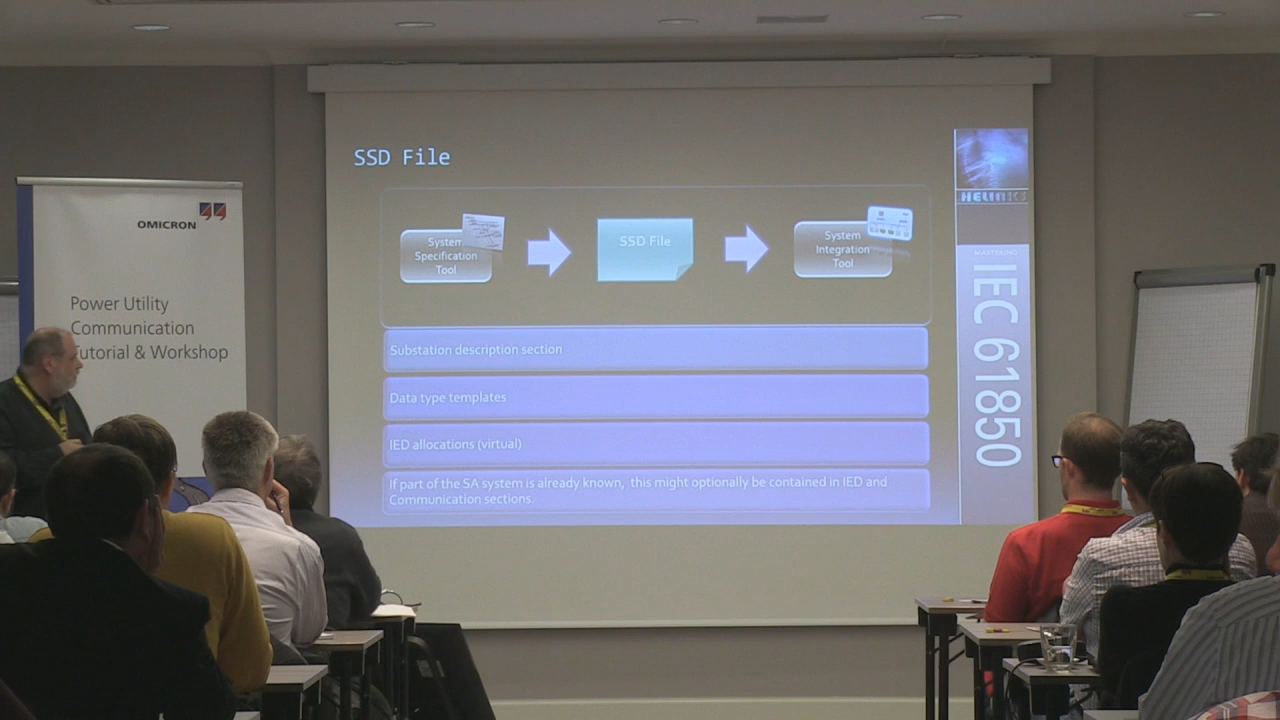 OMICRON
Power Utility
Communication
Tutorial & Workshop
SSD File
System
Specification
Tool
SSD File
System
Integration
Tool
Substation description section
Data type templates
IED allocations (virtual)
If part of the SA system is already known, this might optionally be contained in IED and
Communication sections.
HELINKS
MASTERING
IEC 61850